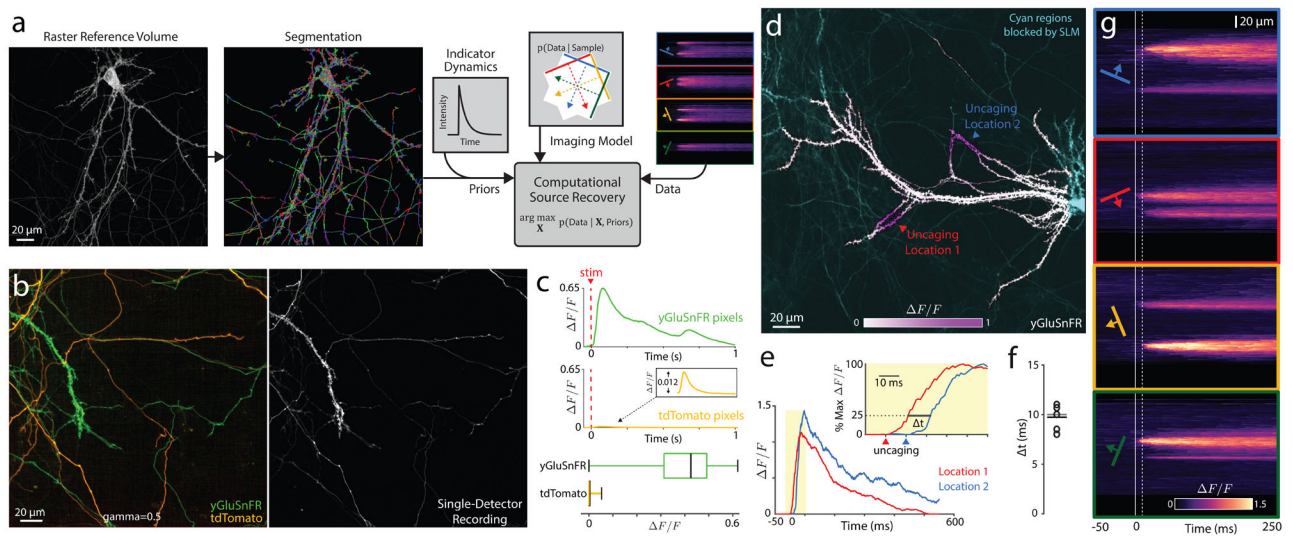 a
Raster Reference Volume
Segmentation
20 µm
Indicator
Dynamics
Intensity
Time
Priors
p(Data | Sample)
Imaging Model
Data
Computational
Source Recovery
arg max
X
p(Data | X, Priors)
b
20 µm
gamma=0.5
yGluSnFR
tdTomato
Single-Detector
Recording
c
stim
0.65
ΔF/F
0
yGluSnFR pixels
0
Time (s)
1
0.65
ΔF/F
0
ΔF/F
0.012
tdTomato pixels
0
Time (s)
1
yGluSnFR
tdTomato
0
ΔF/F
0.6
d
Cyan regions
blocked by SLM
Uncaging
Location 2
Uncaging
Location 1
20 µm
ΔF/F
0
1
yGluSnFR
e
1.5
ΔF/F
0
-50
0
Time (ms)
600
100
% Max ΔF/F
25
0
10 ms
Δt
uncaging
Location 1
Location 2
f
15
10
5
0
Δt (ms)
g
20 µm
ΔF/F
0
1.5
-50
0
Time (ms)
250